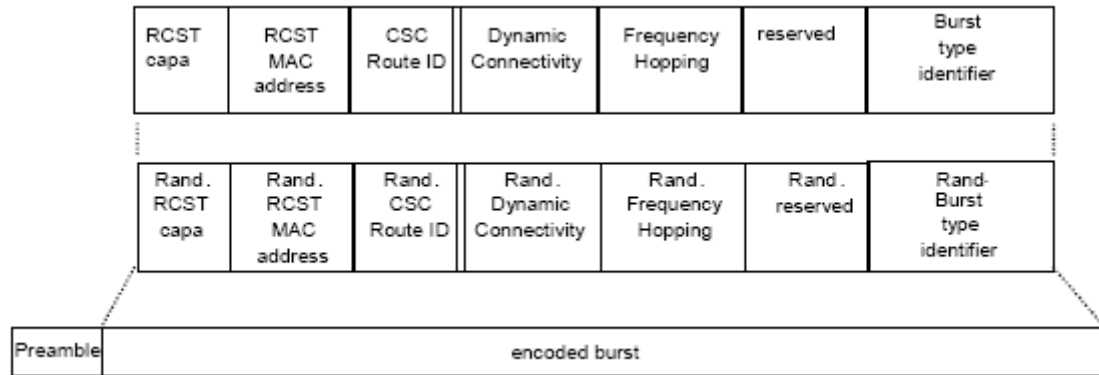 RCST
capa
RCST
MAC
address
CSC
Route ID
Dynamic
Connectivity
Frequency
Hopping
reserved
Burst
type
identifier
Rand.
RCST
capa
Rand.
RCST
MAC
address
Rand.
CSC
Route ID
Rand.
Dynamic
Connectivity
Rand.
Frequency
Hopping
Rand.
reserved
Rand-
Burst
type
identifier
Preamble
encoded burst